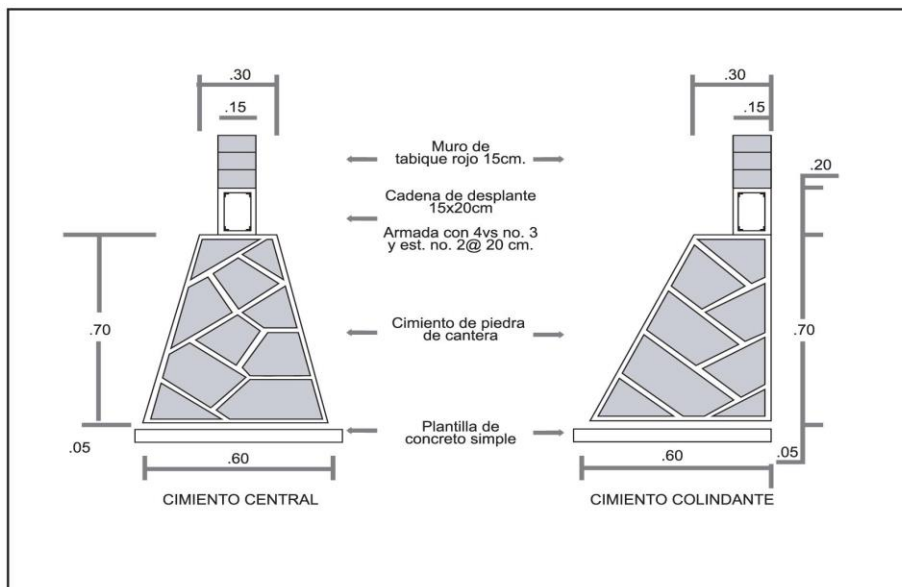 .30
.15
Muro de
tabique rojo 15cm.
Cadena de desplante
15x20cm
Armada con 4vs no. 3
y est. no. 2@ 20 cm.
.70
Cimiento de piedra
de cantera
Plantilla de
concreto simple
.05
.60
CIMIENTO CENTRAL
.30
.15
.20
.70
.60
.05
CIMIENTO COLINDANTE